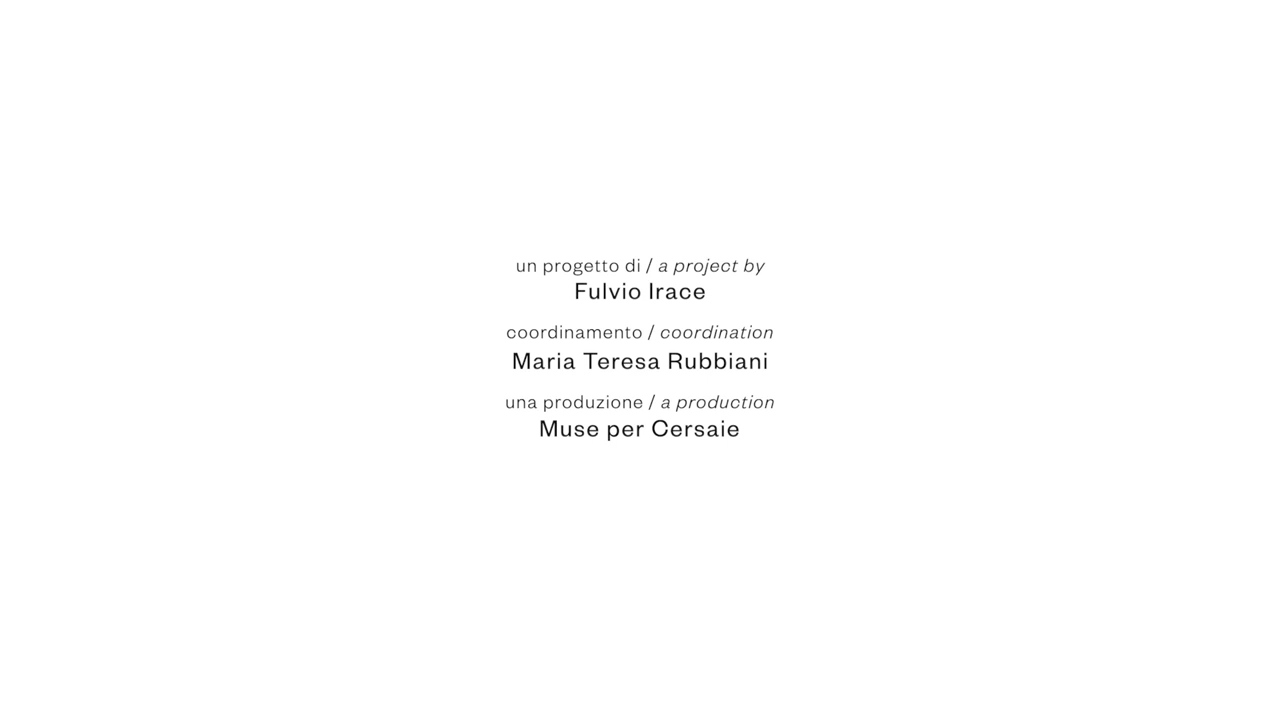 un progetto di / a project by
Fulvio Irace
coordinamento / coordination
Maria Teresa Rubbiani
una produzione / a production
Muse per Cersaie